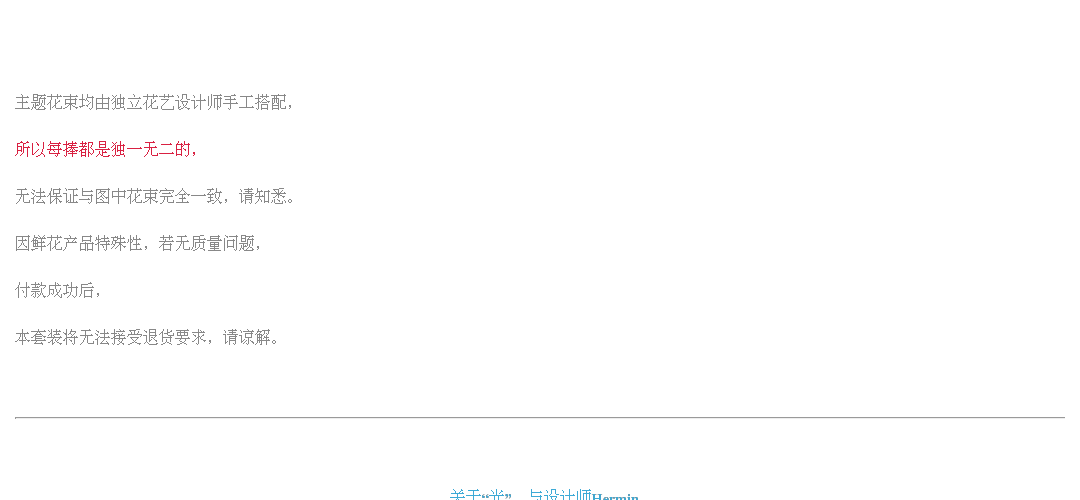 主题花束均由独立花艺设计师手工搭配，
所以每捧都是独一无二的，
无法保证与图中花束完全一致，请知悉。
因鲜花产品特殊性，若无质量问题，
付款成功后，
本套装将无法接受退货要求，请谅解。
关于“光”，与设计师Hermin